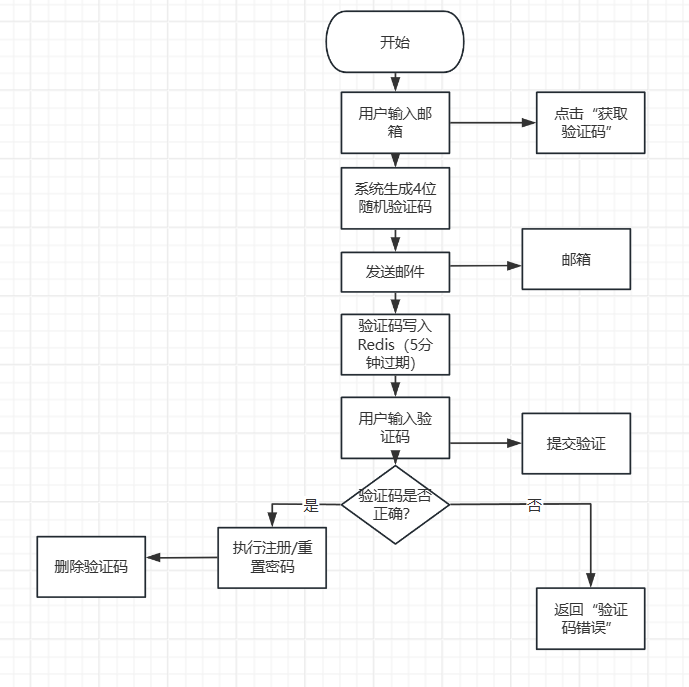 开始
用户输入邮
箱
点击“获取
验证码”
系统生成4位
随机验证码
发送邮件
邮箱
验证码写入
Redis（5分
钟过期）
用户输入验
证码
提交验证
验证码是否
正确？
是
否
执行注册/重
置密码
删除验证码
返回“验证
码错误”